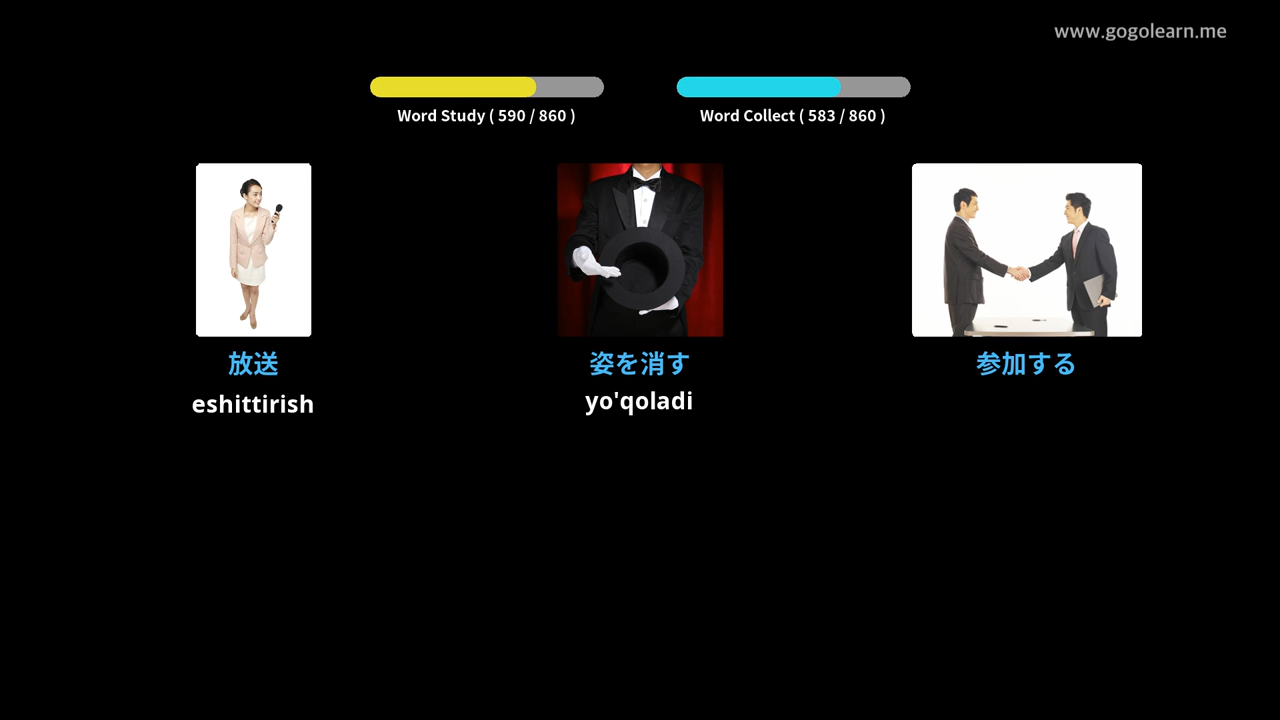 www.gogolearn.me
Word Study ( 590 / 860 )
Word Collect ( 583 / 860 )
放送
姿を消す
参加する
eshittirish
yo'qoladi